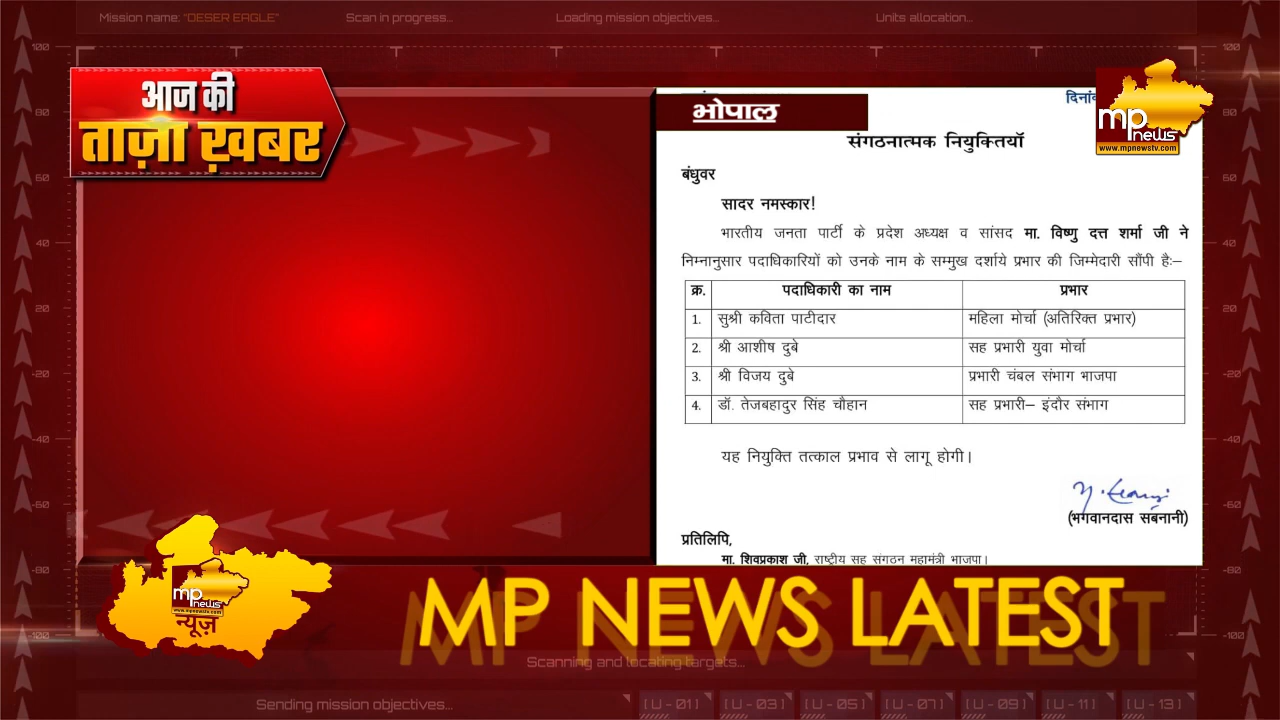 Mission name: "DESER EAGLE"
Scan in progress...
Loading mission objectives...
Units allocation...
आज की
ताज़ा ख़बर
भोपाल
mp
news
www.mpnewstv.com
संगठनात्मक नियुक्तियॉ
बंधुवर
सादर नमस्कार!
भारतीय जनता पार्टी के प्रदेश अध्यक्ष व सांसद मा. विष्णु दत्त शर्मा जी ने
निम्नानुसार पदाधिकारियों को उनके नाम के सम्मुख दर्शाये प्रभार की जिम्मेदारी सौंपी है:–
क्र. पदाधिकारी का नाम प्रभार
1. सुश्री कविता पाटीदार महिला मोर्चा (अतिरिक्त प्रभार)
2. श्री आशीष दुबे सह प्रभारी युवा मोर्चा
3. श्री विजय दुबे प्रभारी चंबल संभाग भाजपा
4. डॉ. तेजबहादुर सिंह चौहान सह प्रभारी– इंदौर संभाग
यह नियुक्ति तत्काल प्रभाव से लागू होगी।
(भगवानदास सबनानी)
प्रतिलिपि,
मा. शिवप्रकाश जी, राष्ट्रीय सह संगठन महामंत्री भाजपा।
mp
news
www.mpnewstv.com
न्यूज़
MP NEWS LATEST
Scanning and locating targets...
Sending mission objectives...
[U-01] [U-03] [U-05] [U-07] [U-09] [U-11] [U-13]